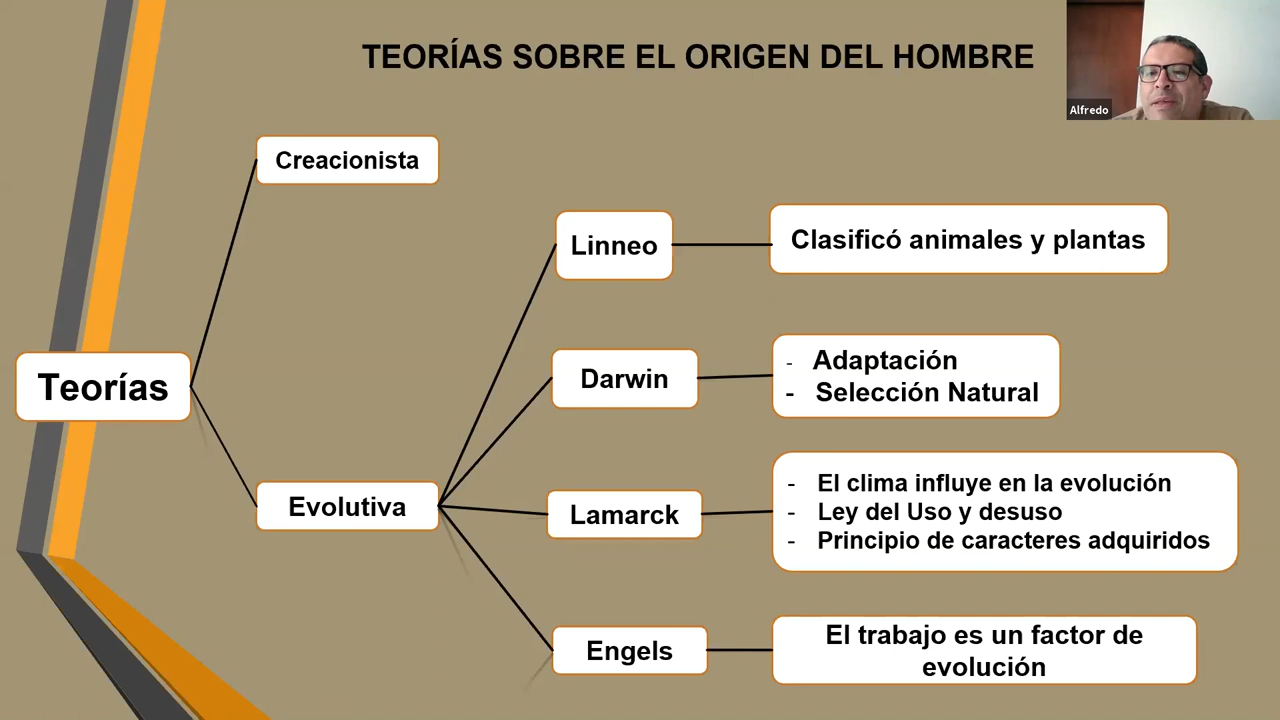 TEORÍAS SOBRE EL ORIGEN DEL HOMBRE
Alfredo
Creacionista
Linneo
Clasificó animales y plantas
Teorías
Darwin
- Adaptación
- Selección Natural
Evolutiva
Lamarck
- El clima influye en la evolución
- Ley del Uso y desuso
- Principio de caracteres adquiridos
Engels
El trabajo es un factor de
evolución